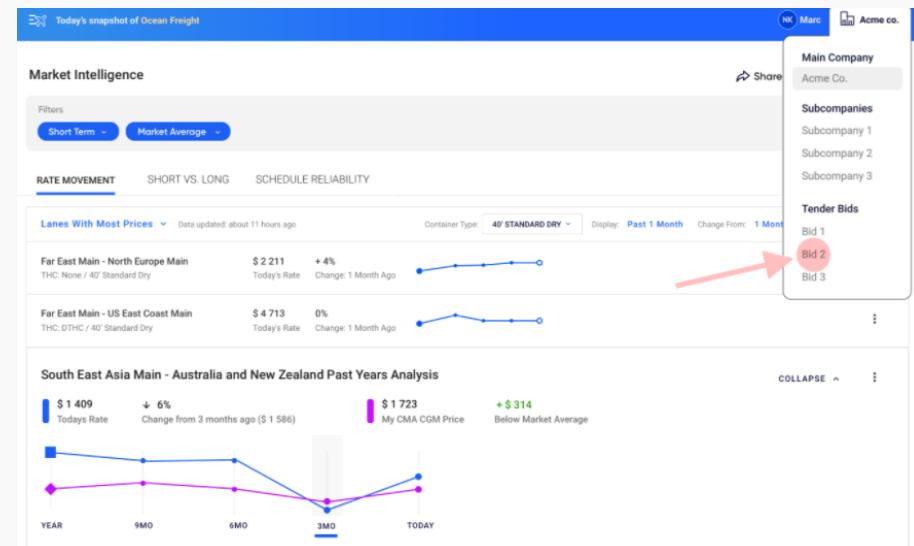 Today's snapshot of Ocean Freight
NK Marc
Acme co.
Market Intelligence
Share
Main Company
Acme Co.
Subcompanies
Subcompany 1
Subcompany 2
Subcompany 3
Tender Bids
Bid 1
Bid 2
Bid 3
Filters
Short Term
Market Average
RATE MOVEMENT SHORT VS. LONG SCHEDULE RELIABILITY
Lanes With Most Prices Data updated: about 11 hours ago Container Type: 40' STANDARD DRY Display: Past 1 Month Change From: 1 Mont
Far East Main - North Europe Main $ 2 211 + 4%
THC: None / 40' Standard Dry Today's Rate Change: 1 Month Ago
Far East Main - US East Coast Main $ 4 713 0%
THC: DTHC / 40' Standard Dry Today's Rate Change: 1 Month Ago
South East Asia Main - Australia and New Zealand Past Years Analysis COLLAPSE
$ 1 409 6% $ 1 723 + $ 314
Todays Rate Change from 3 months ago ($ 1 586) My CMA CGM Price Below Market Average
YEAR 9MO 6MO 3MO TODAY